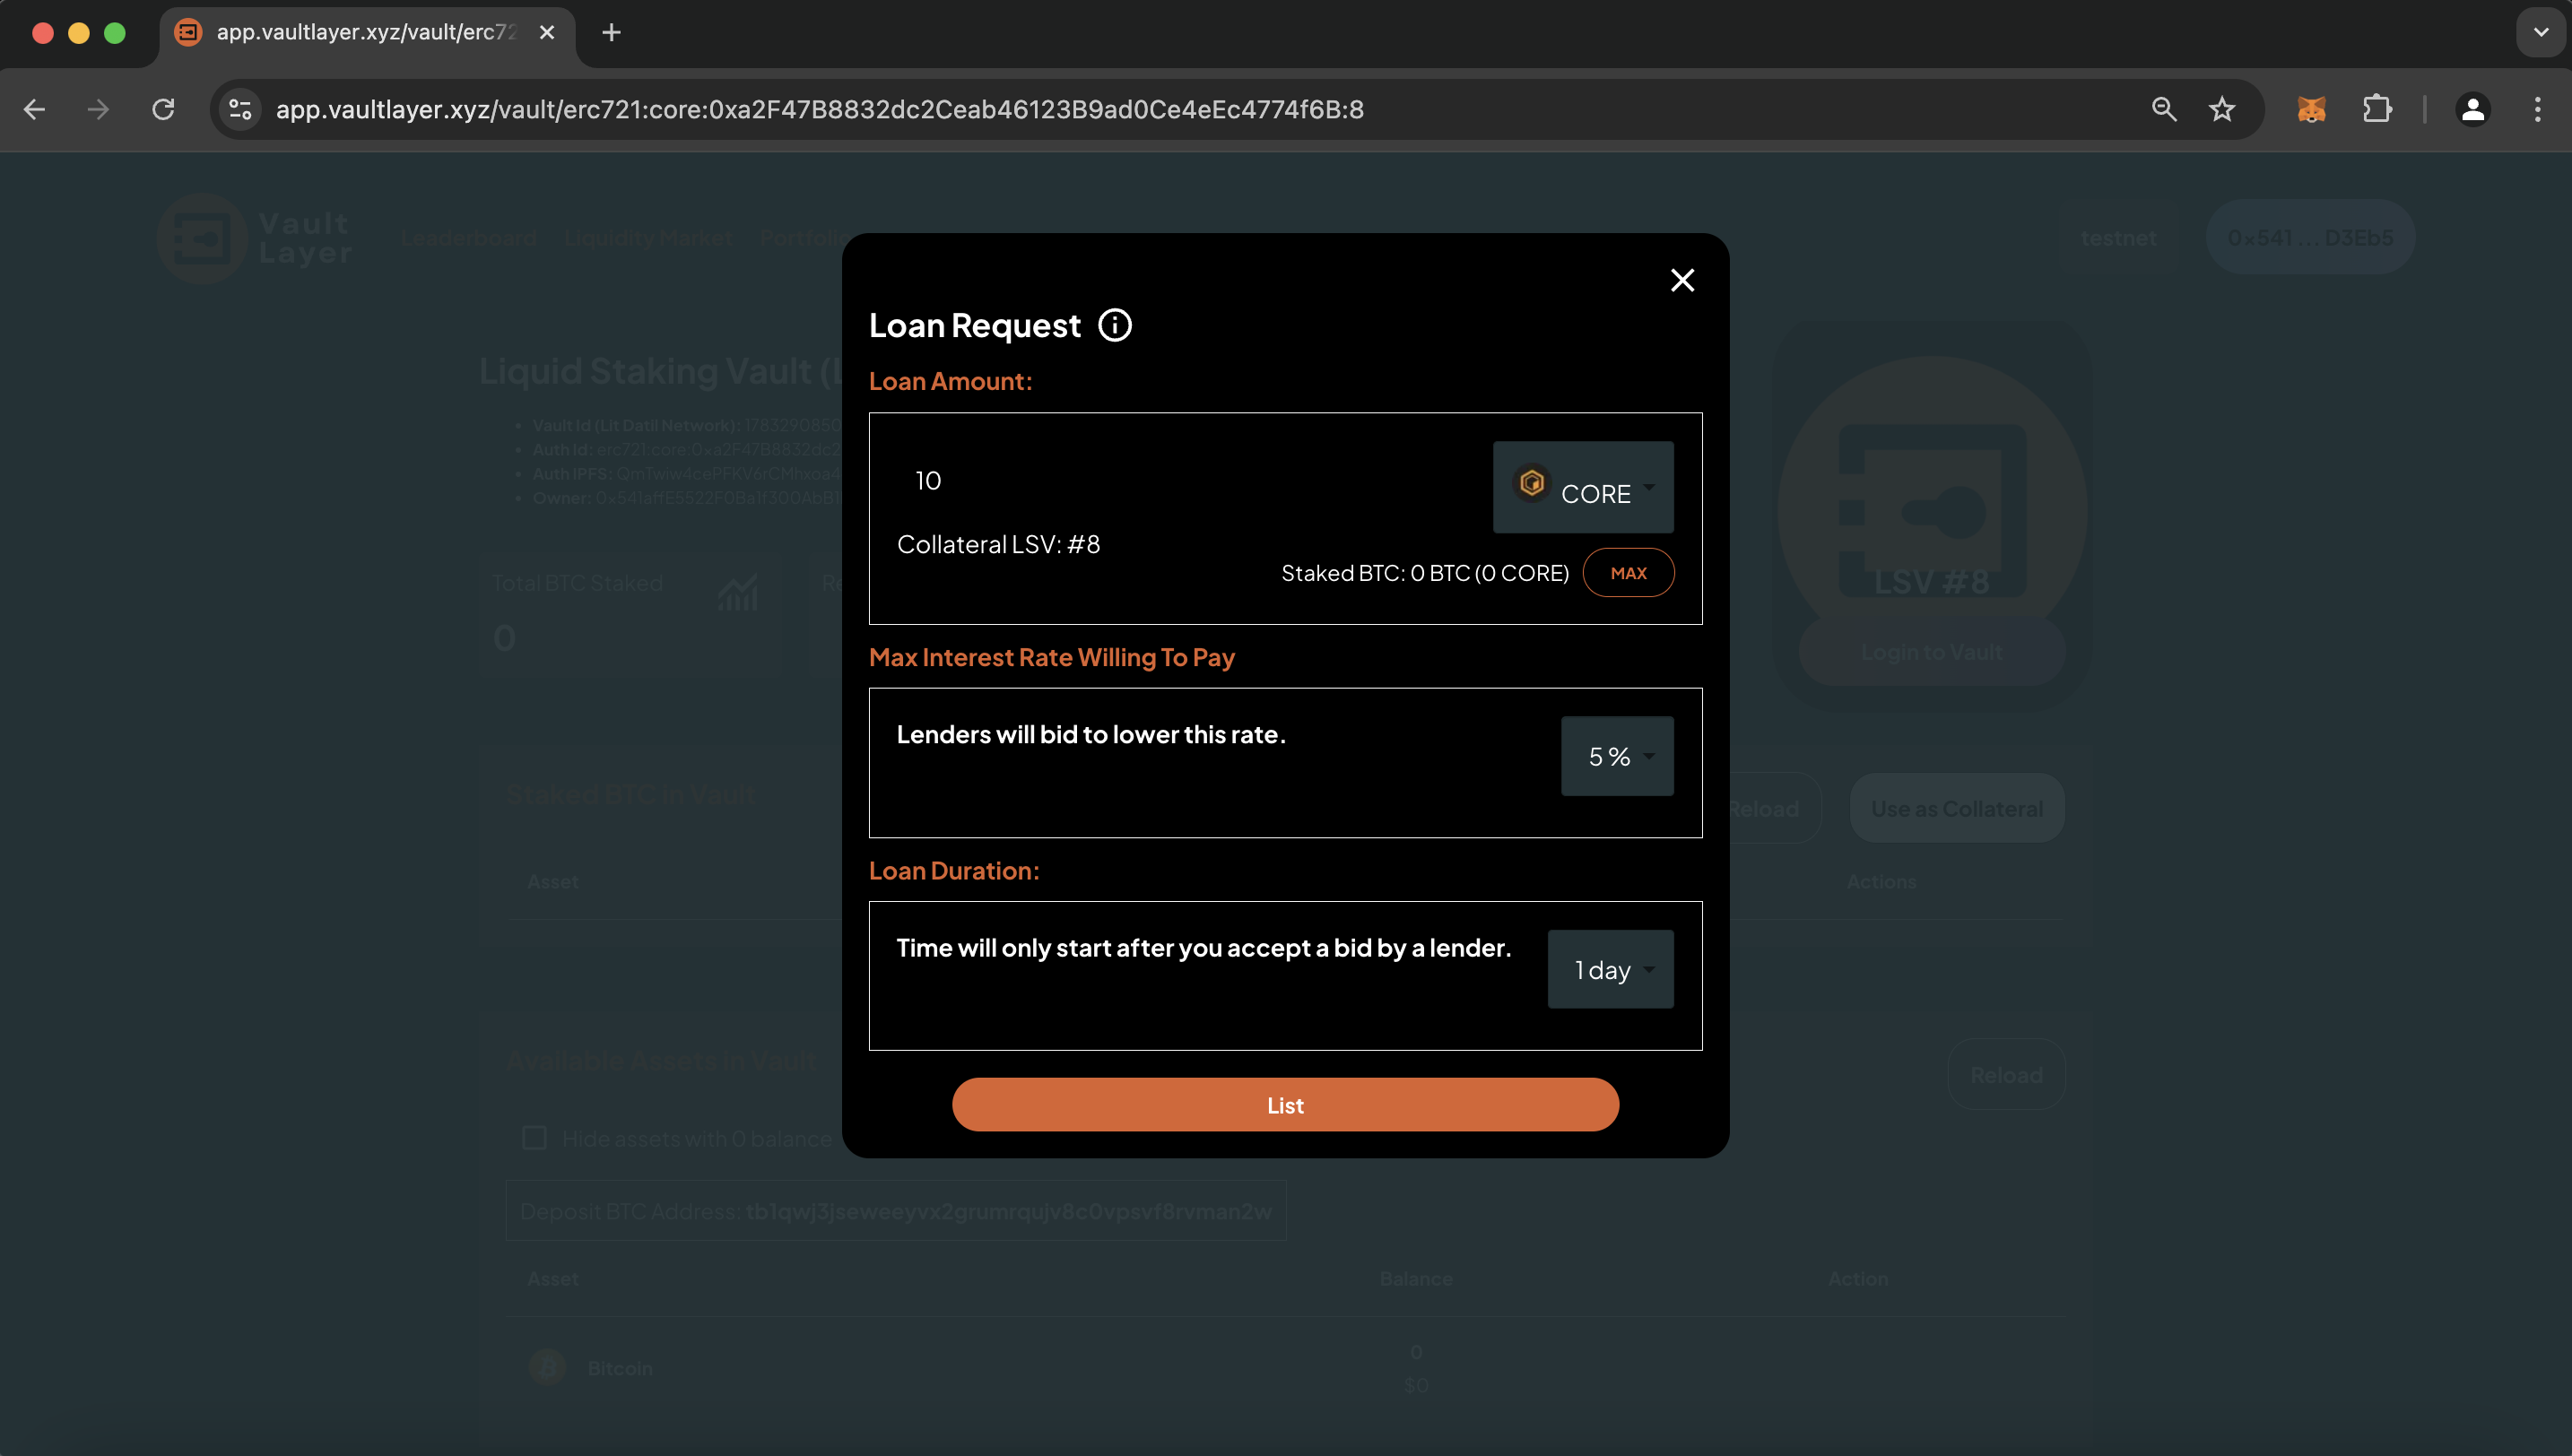 app.vaultlayer.xyz/vault/erc72
app.vaultlayer.xyz/vault/erc721:core:0xa2F47B8832dc2Ceab46123B9ad0Ce4eEc4774f6B:8
Vault
Layer
Leaderboard
Liquidity Market
Portfolio
testnet
0x541 ... D3Eb5
Loan Request
Loan Amount:
10
CORE
Collateral LSV: #8
Staked BTC: 0 BTC (0 CORE)
MAX
Max Interest Rate Willing To Pay
Lenders will bid to lower this rate.
5 %
Loan Duration:
Time will only start after you accept a bid by a lender.
1 day
List
Liquid Staking Vault (L
Vault Id (Lit Datil Network): 1783290850
Auth Id: erc721:core:0xa2F47B8832dc2
Auth IPFS: QmTwiw4cePFKV6rCMhxoa4
Owner: 0x541affE5522F0Ba1f300AbB1
LSV #8
Login to Vault
Total BTC Staked
Re
0
Staked BTC in Vault
Reload
Use as Collateral
Asset
Actions
Available Assets in Vault
Reload
Hide assets with 0 balance
Deposit BTC Address: tb1qwj3jseweeyvx2grumrqujv8c0vpsvf8rvman2w
Asset
Balance
Action
Bitcoin
0
$0